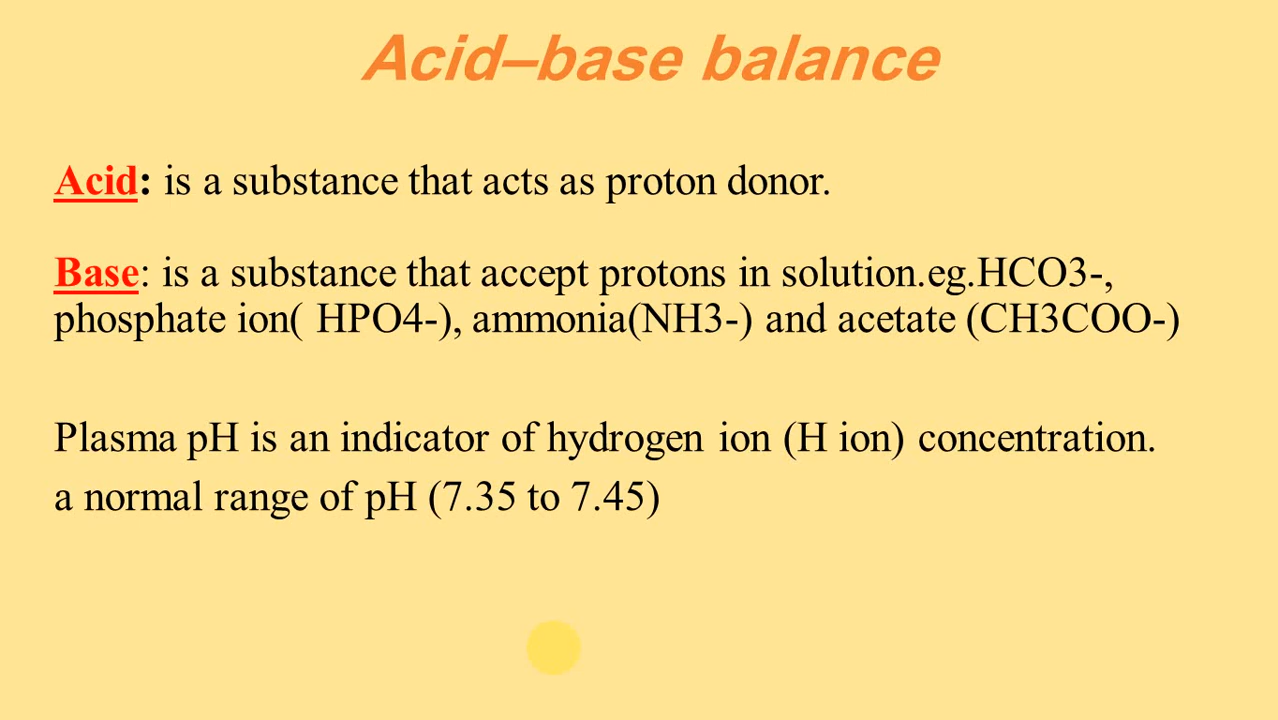 Acid–base balance
Acid: is a substance that acts as proton donor.
Base: is a substance that accept protons in solution.eg.HCO3-,
phosphate ion( HPO4-), ammonia(NH3-) and acetate (CH3COO-)
Plasma pH is an indicator of hydrogen ion (H ion) concentration.
a normal range of pH (7.35 to 7.45)